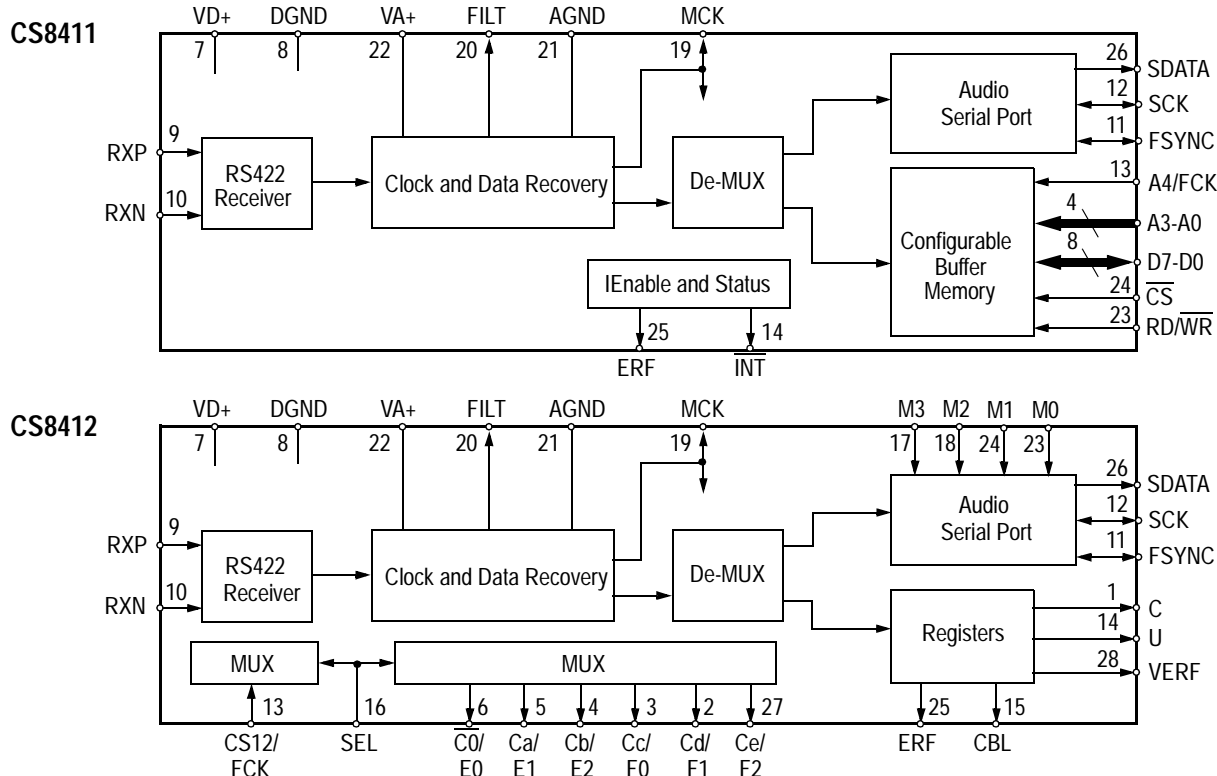 CS8411
VD+ DGND VA+ FILT AGND MCK
7 8 22 20 21 19
26 SDATA
Audio
Serial Port
12 SCK
11 FSYNC
9
RXP
RS422
Receiver
10
RXN
Clock and Data Recovery
De-MUX
13 A4/FCK
4 A3-A0
Configurable
Buffer
Memory
8 D7-D0
24 C̅S̅
23 RD/W̅R̅
IEnable and Status
25 14
ERF I̅N̅T̅
CS8412
VD+ DGND VA+ FILT AGND MCK M3 M2 M1 M0
7 8 22 20 21 19 17 18 24 23
26 SDATA
Audio
Serial Port
12 SCK
11 FSYNC
9
RXP
RS422
Receiver
10
RXN
Clock and Data Recovery
De-MUX
Registers
1 C
14 U
28 VERF
MUX MUX
13 16 6 5 4 3 2 27 25 15
CS12/ SEL C̅0̅/ Ca/ Cb/ Cc/ Cd/ Ce/ ERF CBL
FCK E0 E1 E2 F0 F1 F2